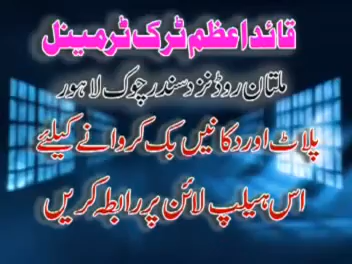 قائداعظم ٹرک ٹرمینل
ملتان روڈ نزد سندر چوک لاہور
پلاٹ اور دکانیں بک کروانے کیلئے
اس ہیلپ لائن پر رابطہ کریں